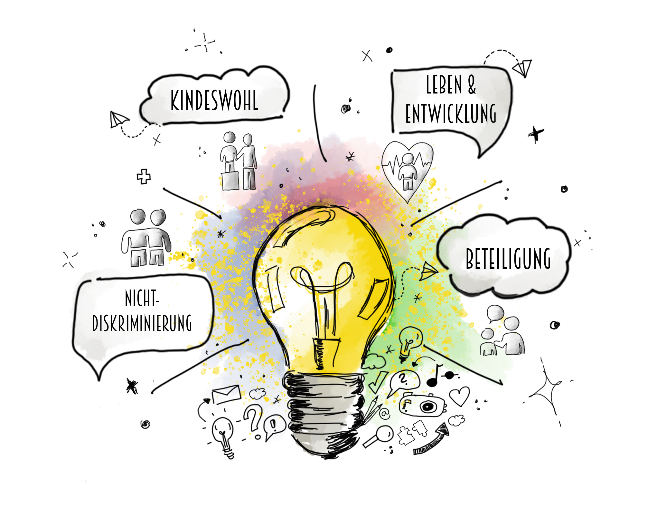 KINDESWOHL
LEBEN &
ENTWICKLUNG
BETEILIGUNG
NICHT-
DISKRIMINIERUNG